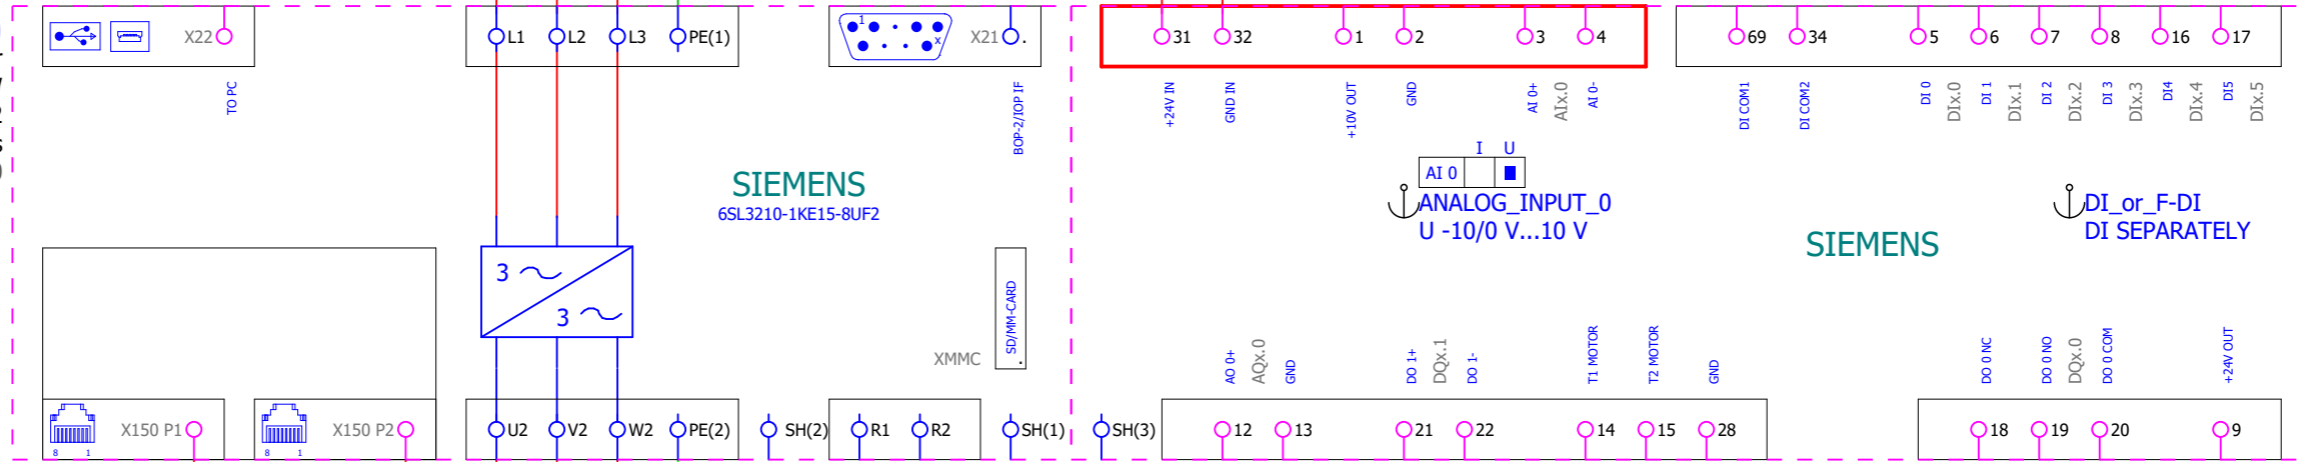 X22
L1
L2
L3
PE(1)
1
x
X21
.
31
32
1
2
3
4
69
34
5
6
7
8
16
17
TO PC
BOP-2/IOP IF
+24V IN
GND IN
+10V OUT
GND
AI 0+
AIx.0
AI 0-
DI COM1
DI COM2
DI 0
DIx.0
DI 1
DIx.1
DI 2
DIx.2
DI 3
DIx.3
DI4
DIx.4
DI5
DIx.5
I U
AI 0
SIEMENS
6SL3210-1KE15-8UF2
ANALOG_INPUT_0
U -10/0 V...10 V
DI_or_F-DI
DI SEPARATELY
SIEMENS
3
3
SD/MM-CARD
.
XMMC
AO 0+
AQx.0
GND
DO 1+
DQx.1
DO 1-
T1 MOTOR
T2 MOTOR
GND
DO 0 NC
DO 0 NO
DQx.0
DO 0 COM
+24V OUT
8 1
X150 P1
8 1
X150 P2
U2
V2
W2
PE(2)
SH(2)
R1
R2
SH(1)
SH(3)
12
13
21
22
14
15
28
18
19
20
9